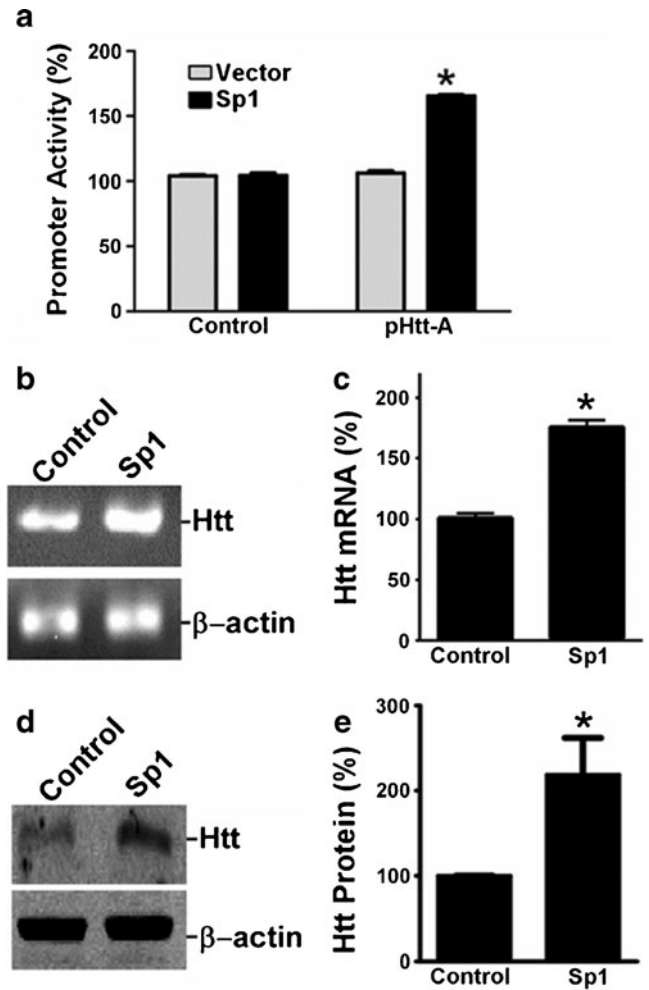 a
Promoter Activity (%)
200
150
100
50
0
Vector
Sp1
*
Control pHtt-A
b
Control Sp1
-Htt
β-actin
c
Htt mRNA (%)
200
150
100
50
0
*
Control Sp1
d
Control Sp1
-Htt
β-actin
e
Htt Protein (%)
300
200
100
0
*
Control Sp1